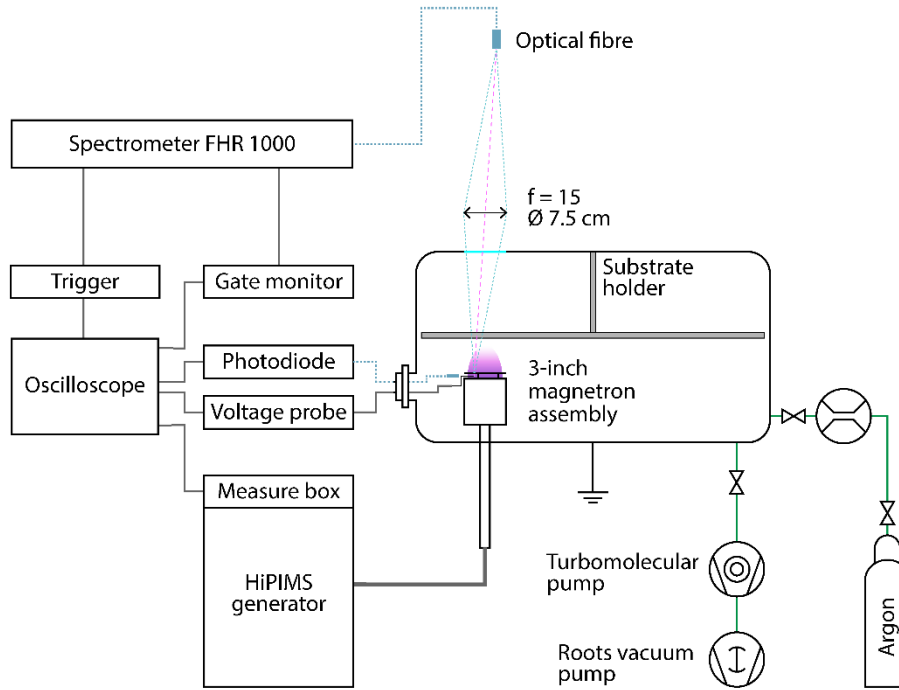 Optical fibre
Spectrometer FHR 1000
f = 15
Ø 7.5 cm
Trigger
Gate monitor
Substrate
holder
Oscilloscope
Photodiode
Voltage probe
3-inch
magnetron
assembly
Measure box
HiPIMS
generator
Turbomolecular
pump
Roots vacuum
pump
Argon